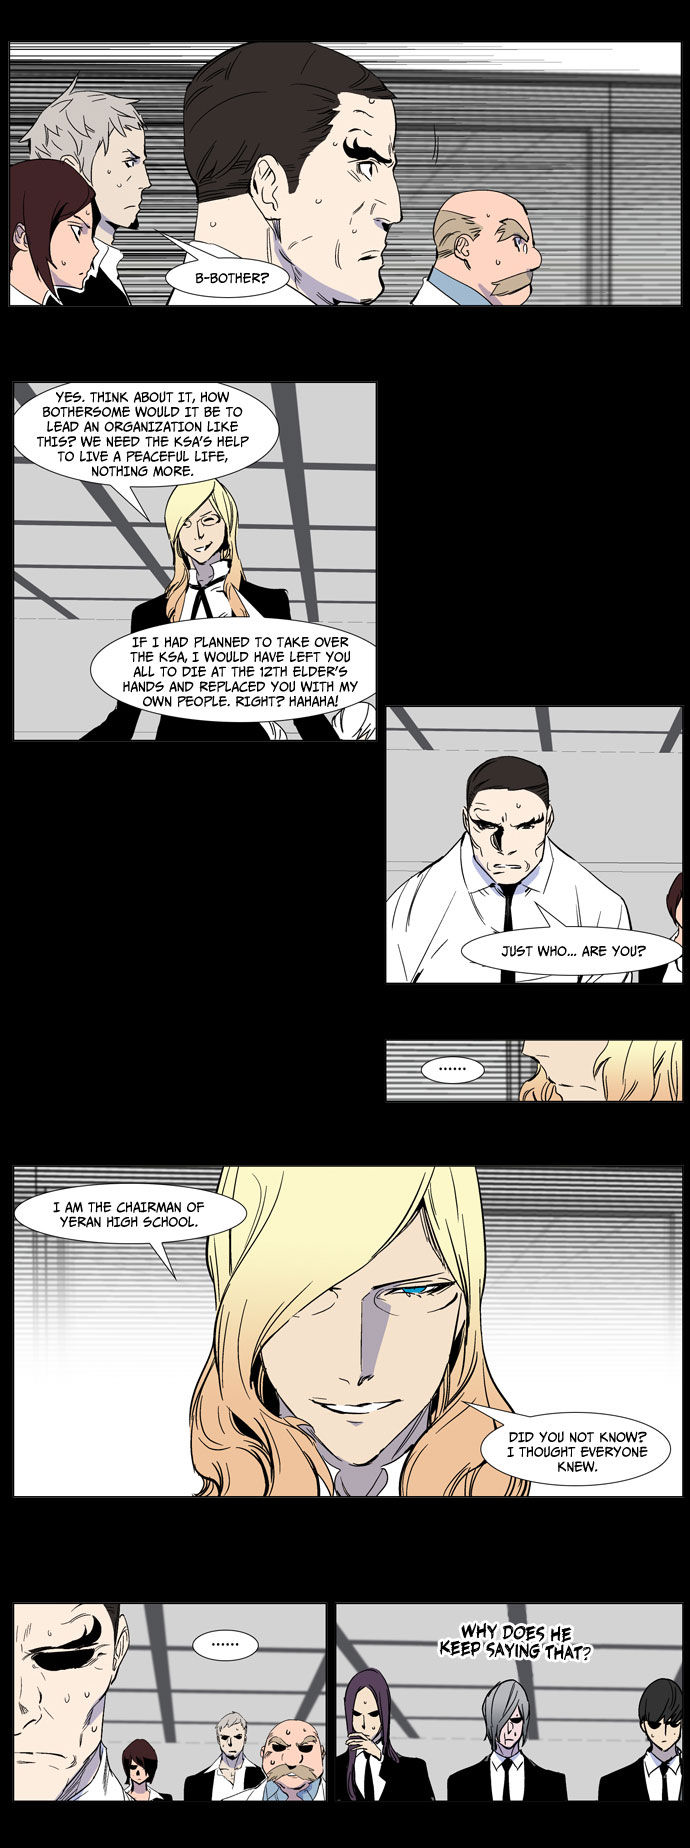 B-BOTHER?
YES. THINK ABOUT IT, HOW
BOTHERSOME WOULD IT BE TO
LEAD AN ORGANIZATION LIKE
THIS? WE NEED THE KSA'S HELP
TO LIVE A PEACEFUL LIFE,
NOTHING MORE.
IF I HAD PLANNED TO TAKE OVER
THE KSA, I WOULD HAVE LEFT YOU
ALL TO DIE AT THE 12TH ELDER'S
HANDS AND REPLACED YOU WITH MY
OWN PEOPLE. RIGHT? HAHAHA!
JUST WHO... ARE YOU?
......
I AM THE CHAIRMAN OF
YERAN HIGH SCHOOL.
DID YOU NOT KNOW?
I THOUGHT EVERYONE
KNEW.
......
WHY DOES HE
KEEP SAYING THAT?